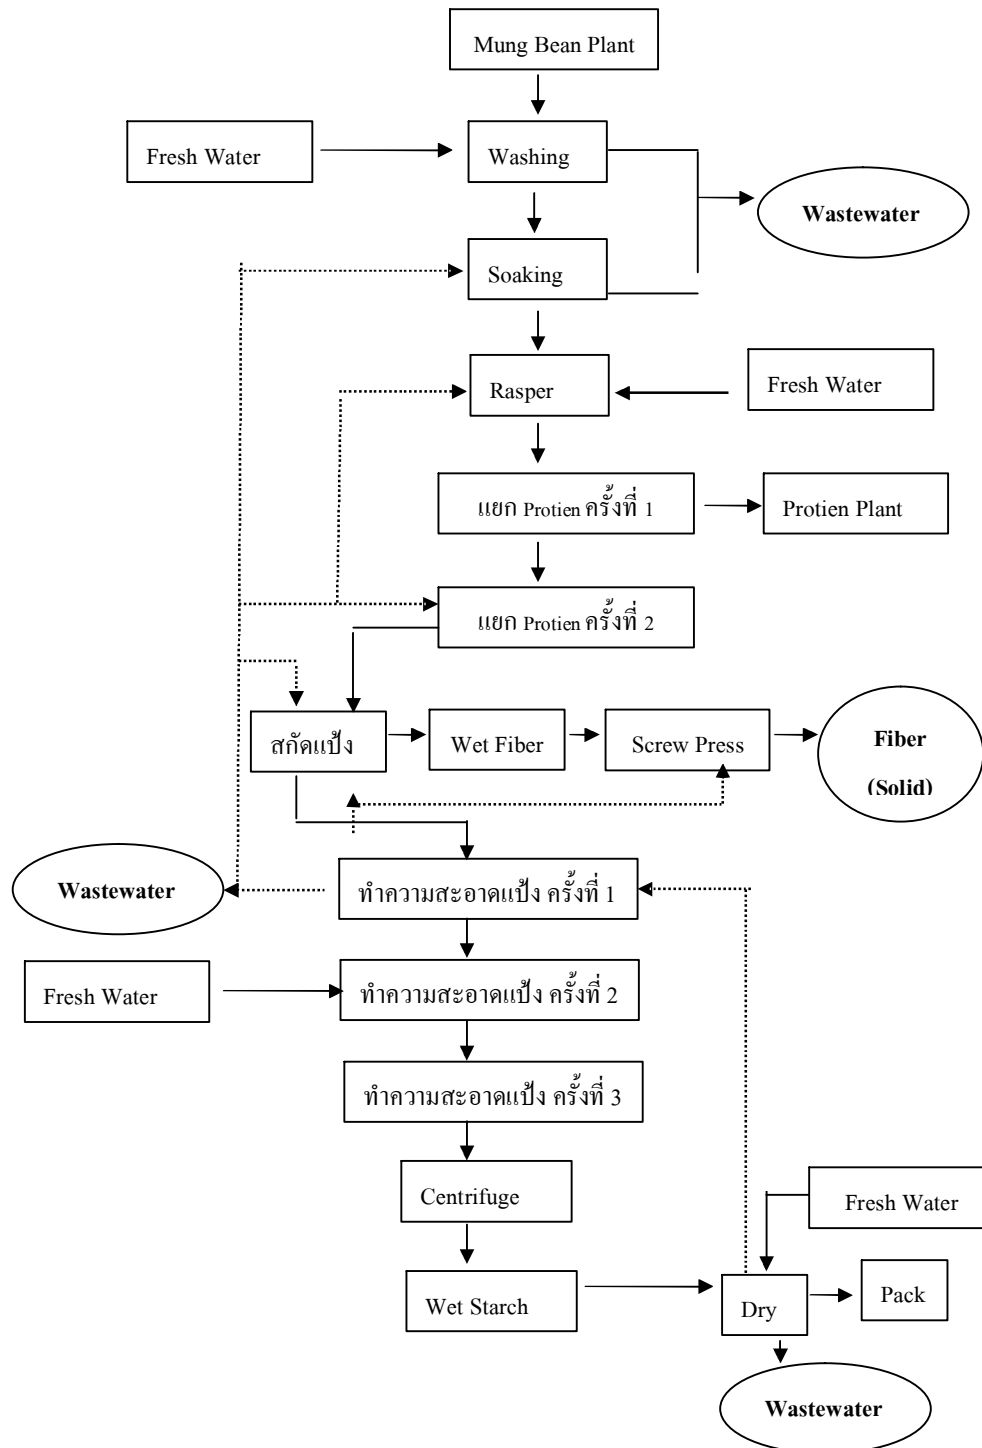 Mung Bean Plant
Fresh Water
Washing
Wastewater
Soaking
Rasper
Fresh Water
แยก Protien ครั้งที่ 1
Protien Plant
แยก Protien ครั้งที่ 2
สกัดแป้ง
Wet Fiber
Screw Press
Fiber
(Solid)
Wastewater
ทำความสะอาดแป้ง ครั้งที่ 1
Fresh Water
ทำความสะอาดแป้ง ครั้งที่ 2
ทำความสะอาดแป้ง ครั้งที่ 3
Centrifuge
Fresh Water
Wet Starch
Dry
Pack
Wastewater